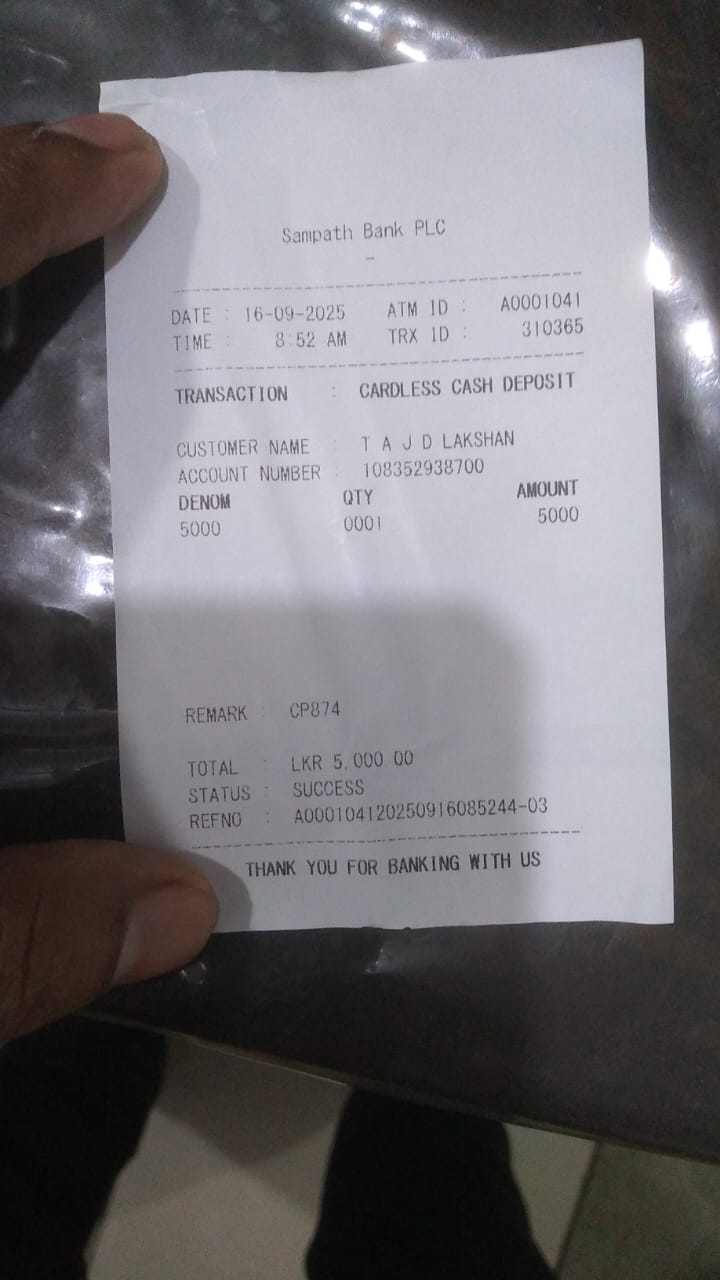 Sampath Bank PLC
-
DATE : 16-09-2025 ATM ID : A0001041
TIME : 8:52 AM TRX ID : 310365
TRANSACTION : CARDLESS CASH DEPOSIT
CUSTOMER NAME : T A J D LAKSHAN
ACCOUNT NUMBER : 108352938700
DENOM QTY AMOUNT
5000 0001 5000
REMARK : CP874
TOTAL : LKR 5,000.00
STATUS : SUCCESS
REFNO : A000104120250916085244-03
THANK YOU FOR BANKING WITH US